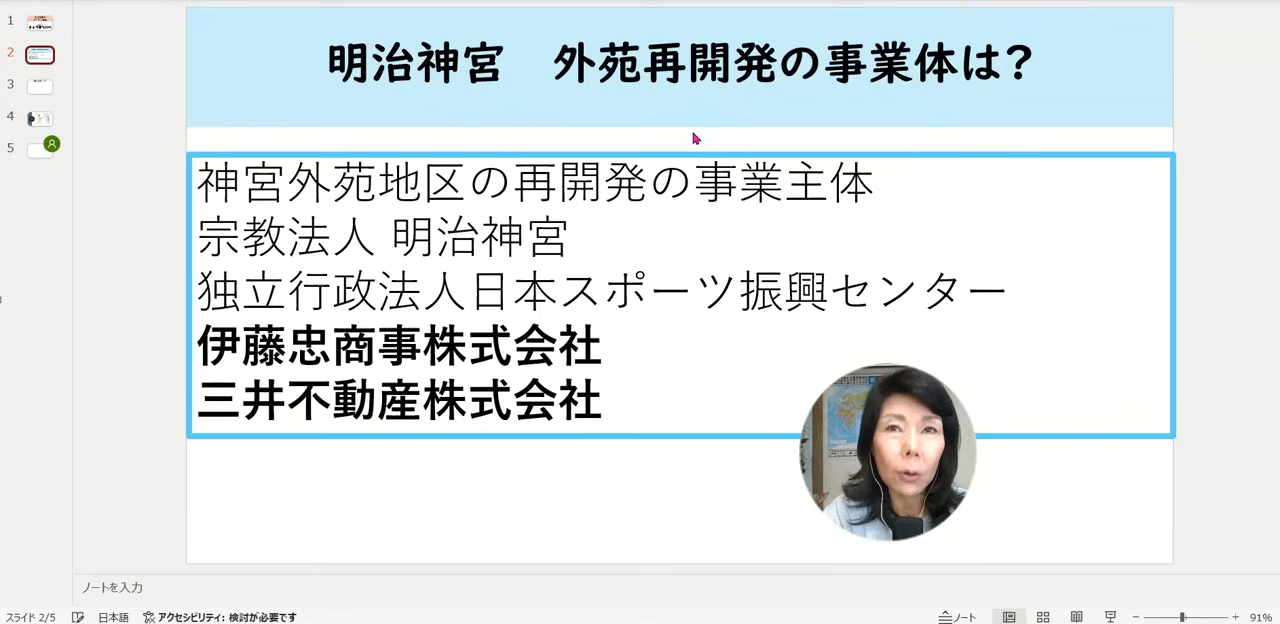 1
2
3
4
5
明治神宮　外苑再開発の事業体は？
神宮外苑地区の再開発の事業主体
宗教法人 明治神宮
独立行政法人日本スポーツ振興センター
伊藤忠商事株式会社
三井不動産株式会社
ノートを入力
スライド 2/5 日本語 アクセシビリティ: 検討が必要です ノート 91%